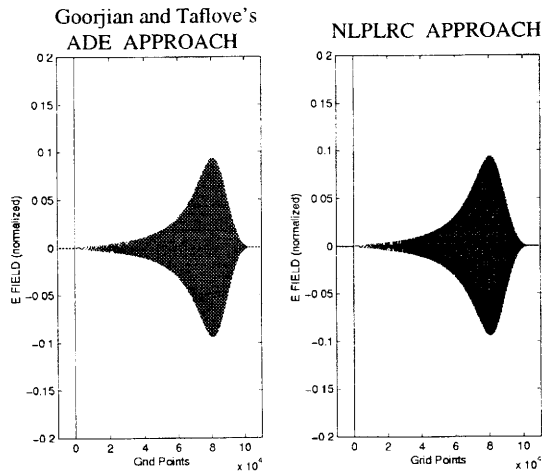 Goorjian and Taflove's
ADE APPROACH
0.2
0.15
0.1
0.05
0
-0.05
-0.1
-0.15
-0.2
E FIELD (normalized)
0 2 4 6 8 10
Grid Points
x 10⁴
NLPLRC APPROACH
0.2
0.15
0.1
0.05
0
-0.05
-0.1
-0.15
-0.2
E FIELD (normalized)
0 2 4 6 8 10
Grid Points
x 10⁴